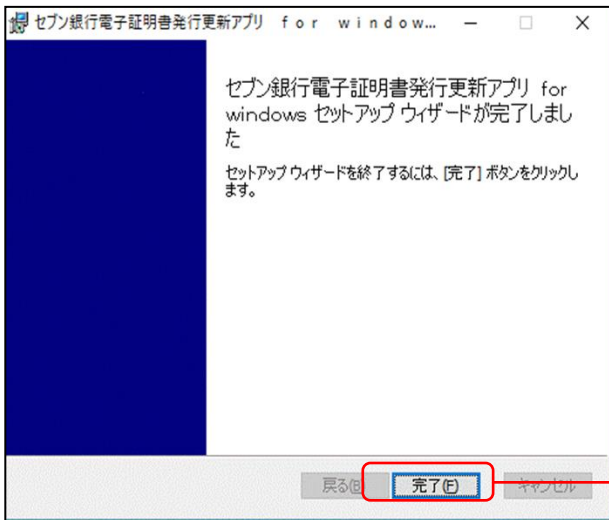 セブン銀行電子証明書発行更新アプリ　ｆｏｒ　ｗｉｎｄｏｗ...
セブン銀行電子証明書発行更新アプリ for
windows セットアップ ウィザードが完了しまし
た
セットアップ ウィザードを終了するには、[完了] ボタンをクリックし
ます。
戻る(B) 完了(F) キャンセル